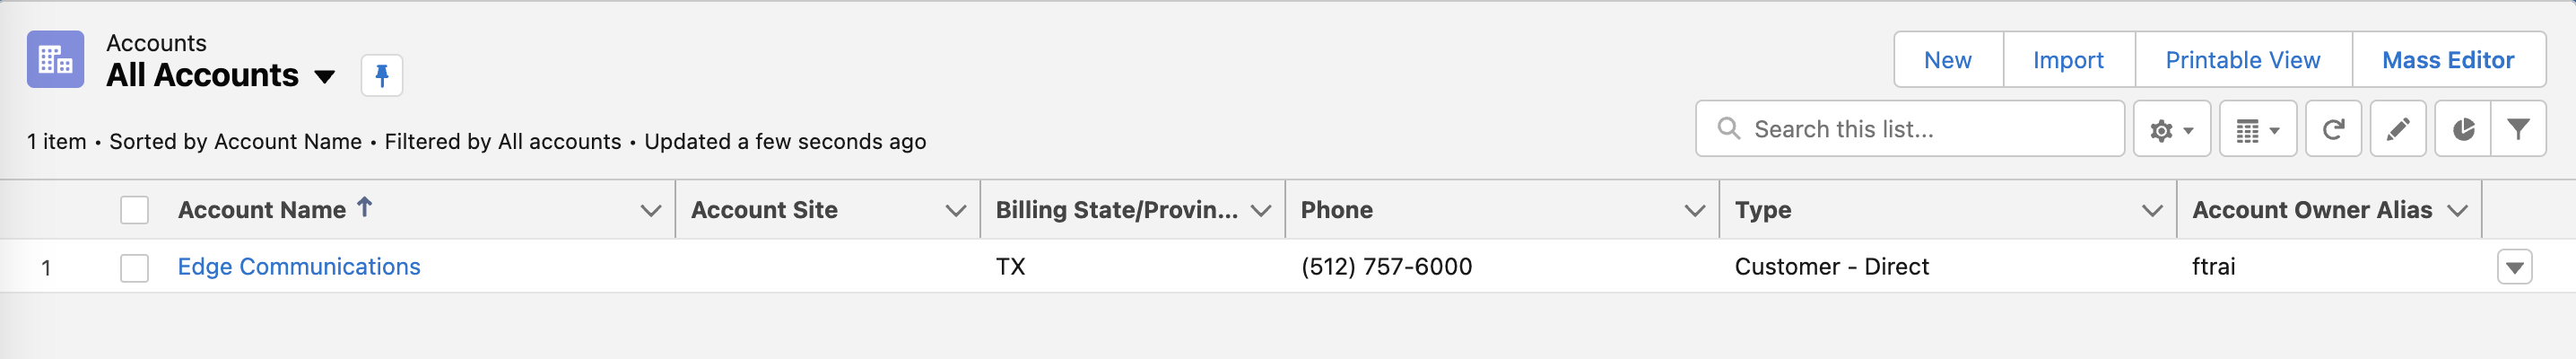 Accounts
All Accounts
New Import Printable View Mass Editor
1 item • Sorted by Account Name • Filtered by All accounts • Updated a few seconds ago
Search this list...
Account Name Account Site Billing State/Provin... Phone Type Account Owner Alias
1 Edge Communications TX (512) 757-6000 Customer - Direct ftrai